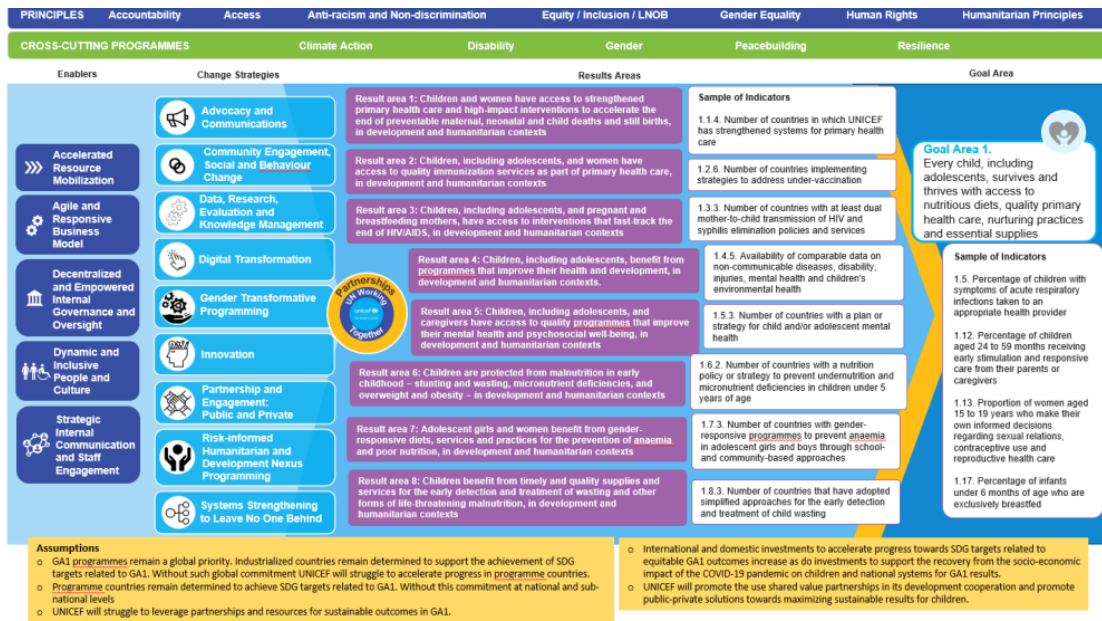 PRINCIPLES Accountability Access Anti-racism and Non-discrimination Equity / Inclusion / LNOB Gender Equality Human Rights Humanitarian Principles
CROSS-CUTTING PROGRAMMES Climate Action Disability Gender Peacebuilding Resilience
Enablers Change Strategies Results Areas Goal Area
Accelerated
Resource
Mobilization
Agile and
Responsive
Business
Model
Decentralized
and Empowered
Internal
Governance and
Oversight
Dynamic and
Inclusive
People and
Culture
Strategic
Internal
Communication
and Staff
Engagement
Advocacy and
Communications
Community Engagement,
Social and Behaviour
Change
Data, Research,
Evaluation and
Knowledge Management
Digital Transformation
Gender Transformative
Programming
Innovation
Partnership and
Engagement:
Public and Private
Risk-informed
Humanitarian and
Development Nexus
Programming
Systems Strengthening
to Leave No One Behind
Partnerships
UN Working
unicef
Together
Result area 1: Children and women have access to strengthened
primary health care and high-impact interventions to accelerate the
end of preventable maternal, neonatal and child deaths and still births,
in development and humanitarian contexts
Result area 2: Children, including adolescents, and women have
access to quality immunization services as part of primary health care,
in development and humanitarian contexts
Result area 3: Children, including adolescents, and pregnant and
breastfeeding mothers, have access to interventions that fast-track the
end of HIV/AIDS, in development and humanitarian contexts
Result area 4: Children, including adolescents, benefit from
programmes that improve their health and development, in
development and humanitarian contexts.
Result area 5: Children, including adolescents, and
caregivers have access to quality programmes that improve
their mental health and psychosocial well-being, in
development and humanitarian contexts
Result area 6: Children are protected from malnutrition in early
childhood – stunting and wasting, micronutrient deficiencies, and
overweight and obesity – in development and humanitarian contexts
Result area 7: Adolescent girls and women benefit from gender-
responsive diets, services and practices for the prevention of anaemia
and poor nutrition, in development and humanitarian contexts
Result area 8: Children benefit from timely and quality supplies and
services for the early detection and treatment of wasting and other
forms of life-threatening malnutrition, in development and
humanitarian contexts
Sample of Indicators
1.1.4. Number of countries in which UNICEF
has strengthened systems for primary health
care
1.2.6. Number of countries implementing
strategies to address under-vaccination
1.3.3. Number of countries with at least dual
mother-to-child transmission of HIV and
syphilis elimination policies and services
1.4.5. Availability of comparable data on
non-communicable diseases, disability,
injuries, mental health and children's
environmental health
1.5.3. Number of countries with a plan or
strategy for child and/or adolescent mental
health
1.6.2. Number of countries with a nutrition
policy or strategy to prevent undernutrition and
micronutrient deficiencies in children under 5
years of age
1.7.3. Number of countries with gender-
responsive programmes to prevent anaemia
in adolescent girls and boys through school-
and community-based approaches
1.8.3. Number of countries that have adopted
simplified approaches for the early detection
and treatment of child wasting
Goal Area 1.
Every child, including
adolescents, survives and
thrives with access to
nutritious diets, quality primary
health care, nurturing practices
and essential supplies
Sample of Indicators
1.5. Percentage of children with
symptoms of acute respiratory
infections taken to an
appropriate health provider
1.12. Percentage of children
aged 24 to 59 months receiving
early stimulation and responsive
care from their parents or
caregivers
1.13. Proportion of women aged
15 to 19 years who make their
own informed decisions
regarding sexual relations,
contraceptive use and
reproductive health care
1.17. Percentage of infants
under 6 months of age who are
exclusively breastfed
Assumptions
o GA1 programmes remain a global priority. Industrialized countries remain determined to support the achievement of SDG
targets related to GA1. Without such global commitment UNICEF will struggle to accelerate progress in programme countries.
o Programme countries remain determined to achieve SDG targets related to GA1. Without this commitment at national and sub-
national levels
o UNICEF will struggle to leverage partnerships and resources for sustainable outcomes in GA1.
o International and domestic investments to accelerate progress towards SDG targets related to
equitable GA1 outcomes increase as do investments to support the recovery from the socio-economic
impact of the COVID-19 pandemic on children and national systems for GA1 results.
o UNICEF will promote the use shared value partnerships in its development cooperation and promote
public-private solutions towards maximizing sustainable results for children.